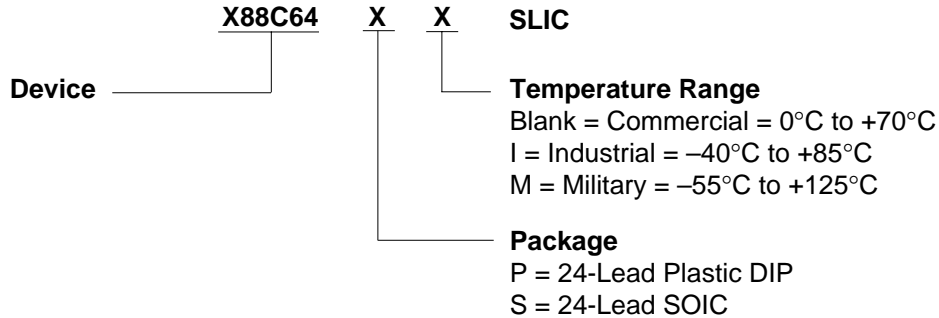 X88C64 X X SLIC
Device
Temperature Range
Blank = Commercial = 0°C to +70°C
I = Industrial = –40°C to +85°C
M = Military = –55°C to +125°C
Package
P = 24-Lead Plastic DIP
S = 24-Lead SOIC